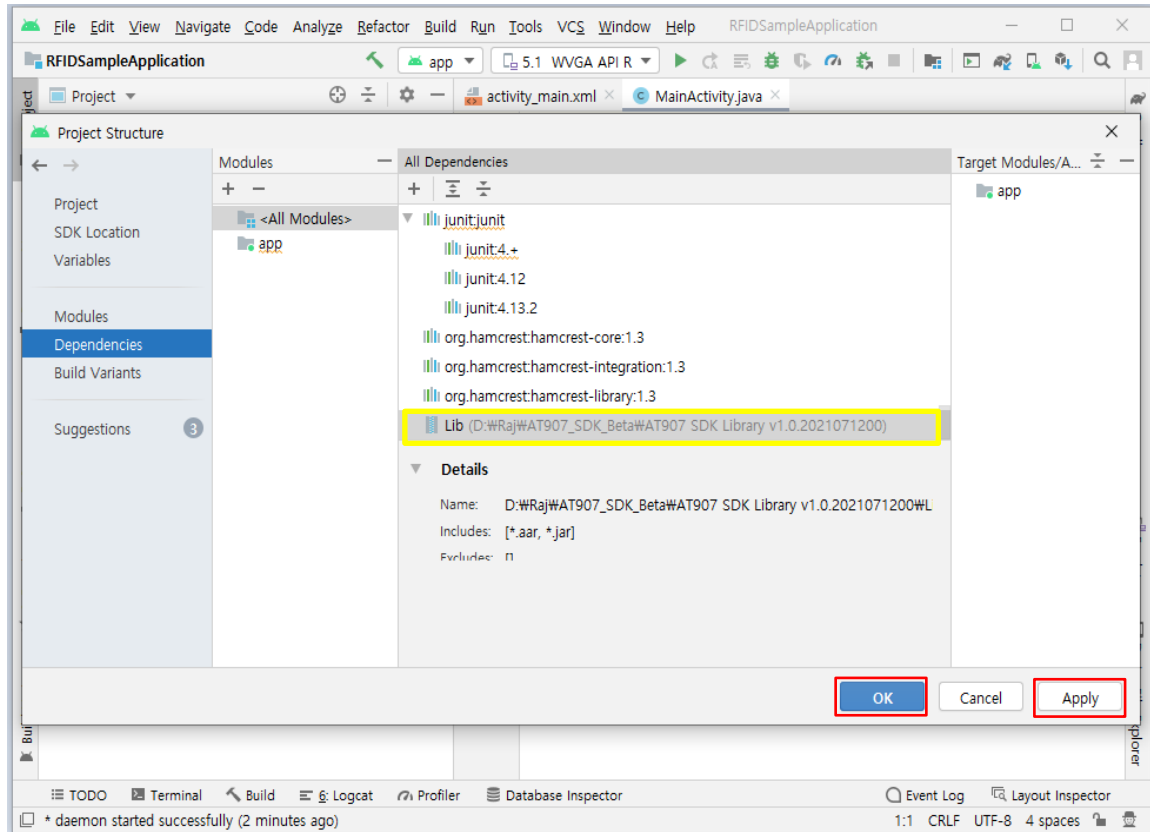 File Edit View Navigate Code Analyze Refactor Build Run Tools VCS Window Help RFIDSampleApplication
RFIDSampleApplication app 5.1 WVGA API R
Project activity_main.xml MainActivity.java
Project Structure
Modules All Dependencies Target Modules/A...
Project
SDK Location
Variables
Modules
Dependencies
Build Variants
Suggestions 3
<All Modules>
app
junit:junit
junit:4.+
junit:4.12
junit:4.13.2
org.hamcrest:hamcrest-core:1.3
org.hamcrest:hamcrest-integration:1.3
org.hamcrest:hamcrest-library:1.3
Lib (D:₩Raj₩AT907_SDK_Beta₩AT907 SDK Library v1.0.2021071200)
Details
Name: D:₩Raj₩AT907_SDK_Beta₩AT907 SDK Library v1.0.2021071200₩L
Includes: [*.aar, *.jar]
Excludes: []
app
OK Cancel Apply
TODO Terminal Build 6: Logcat Profiler Database Inspector Event Log Layout Inspector
* daemon started successfully (2 minutes ago) 1:1 CRLF UTF-8 4 spaces